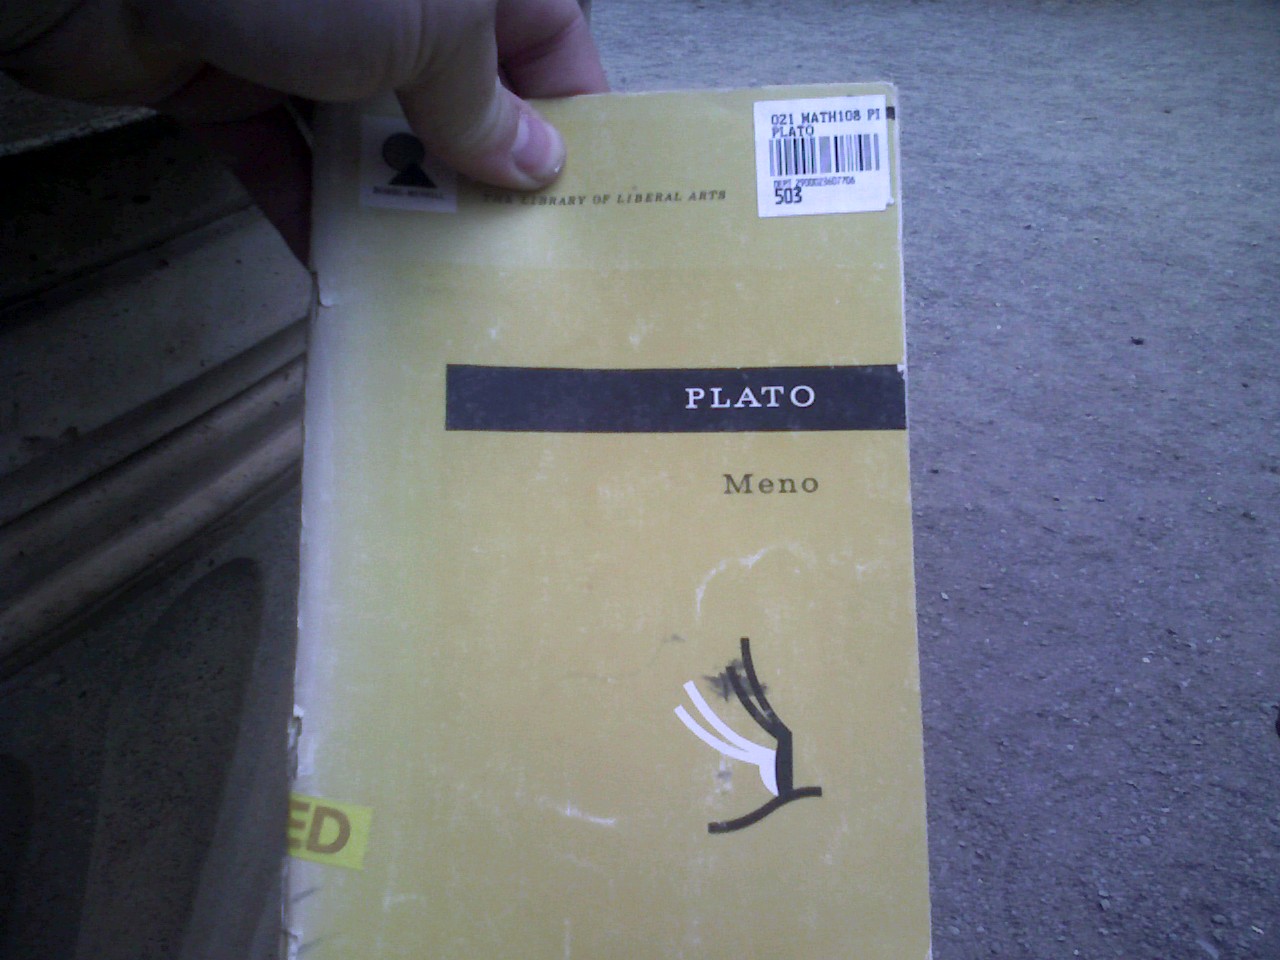 021 MATH108 PI
PLATO
503
THE LIBRARY OF LIBERAL ARTS
PLATO
Meno
ED